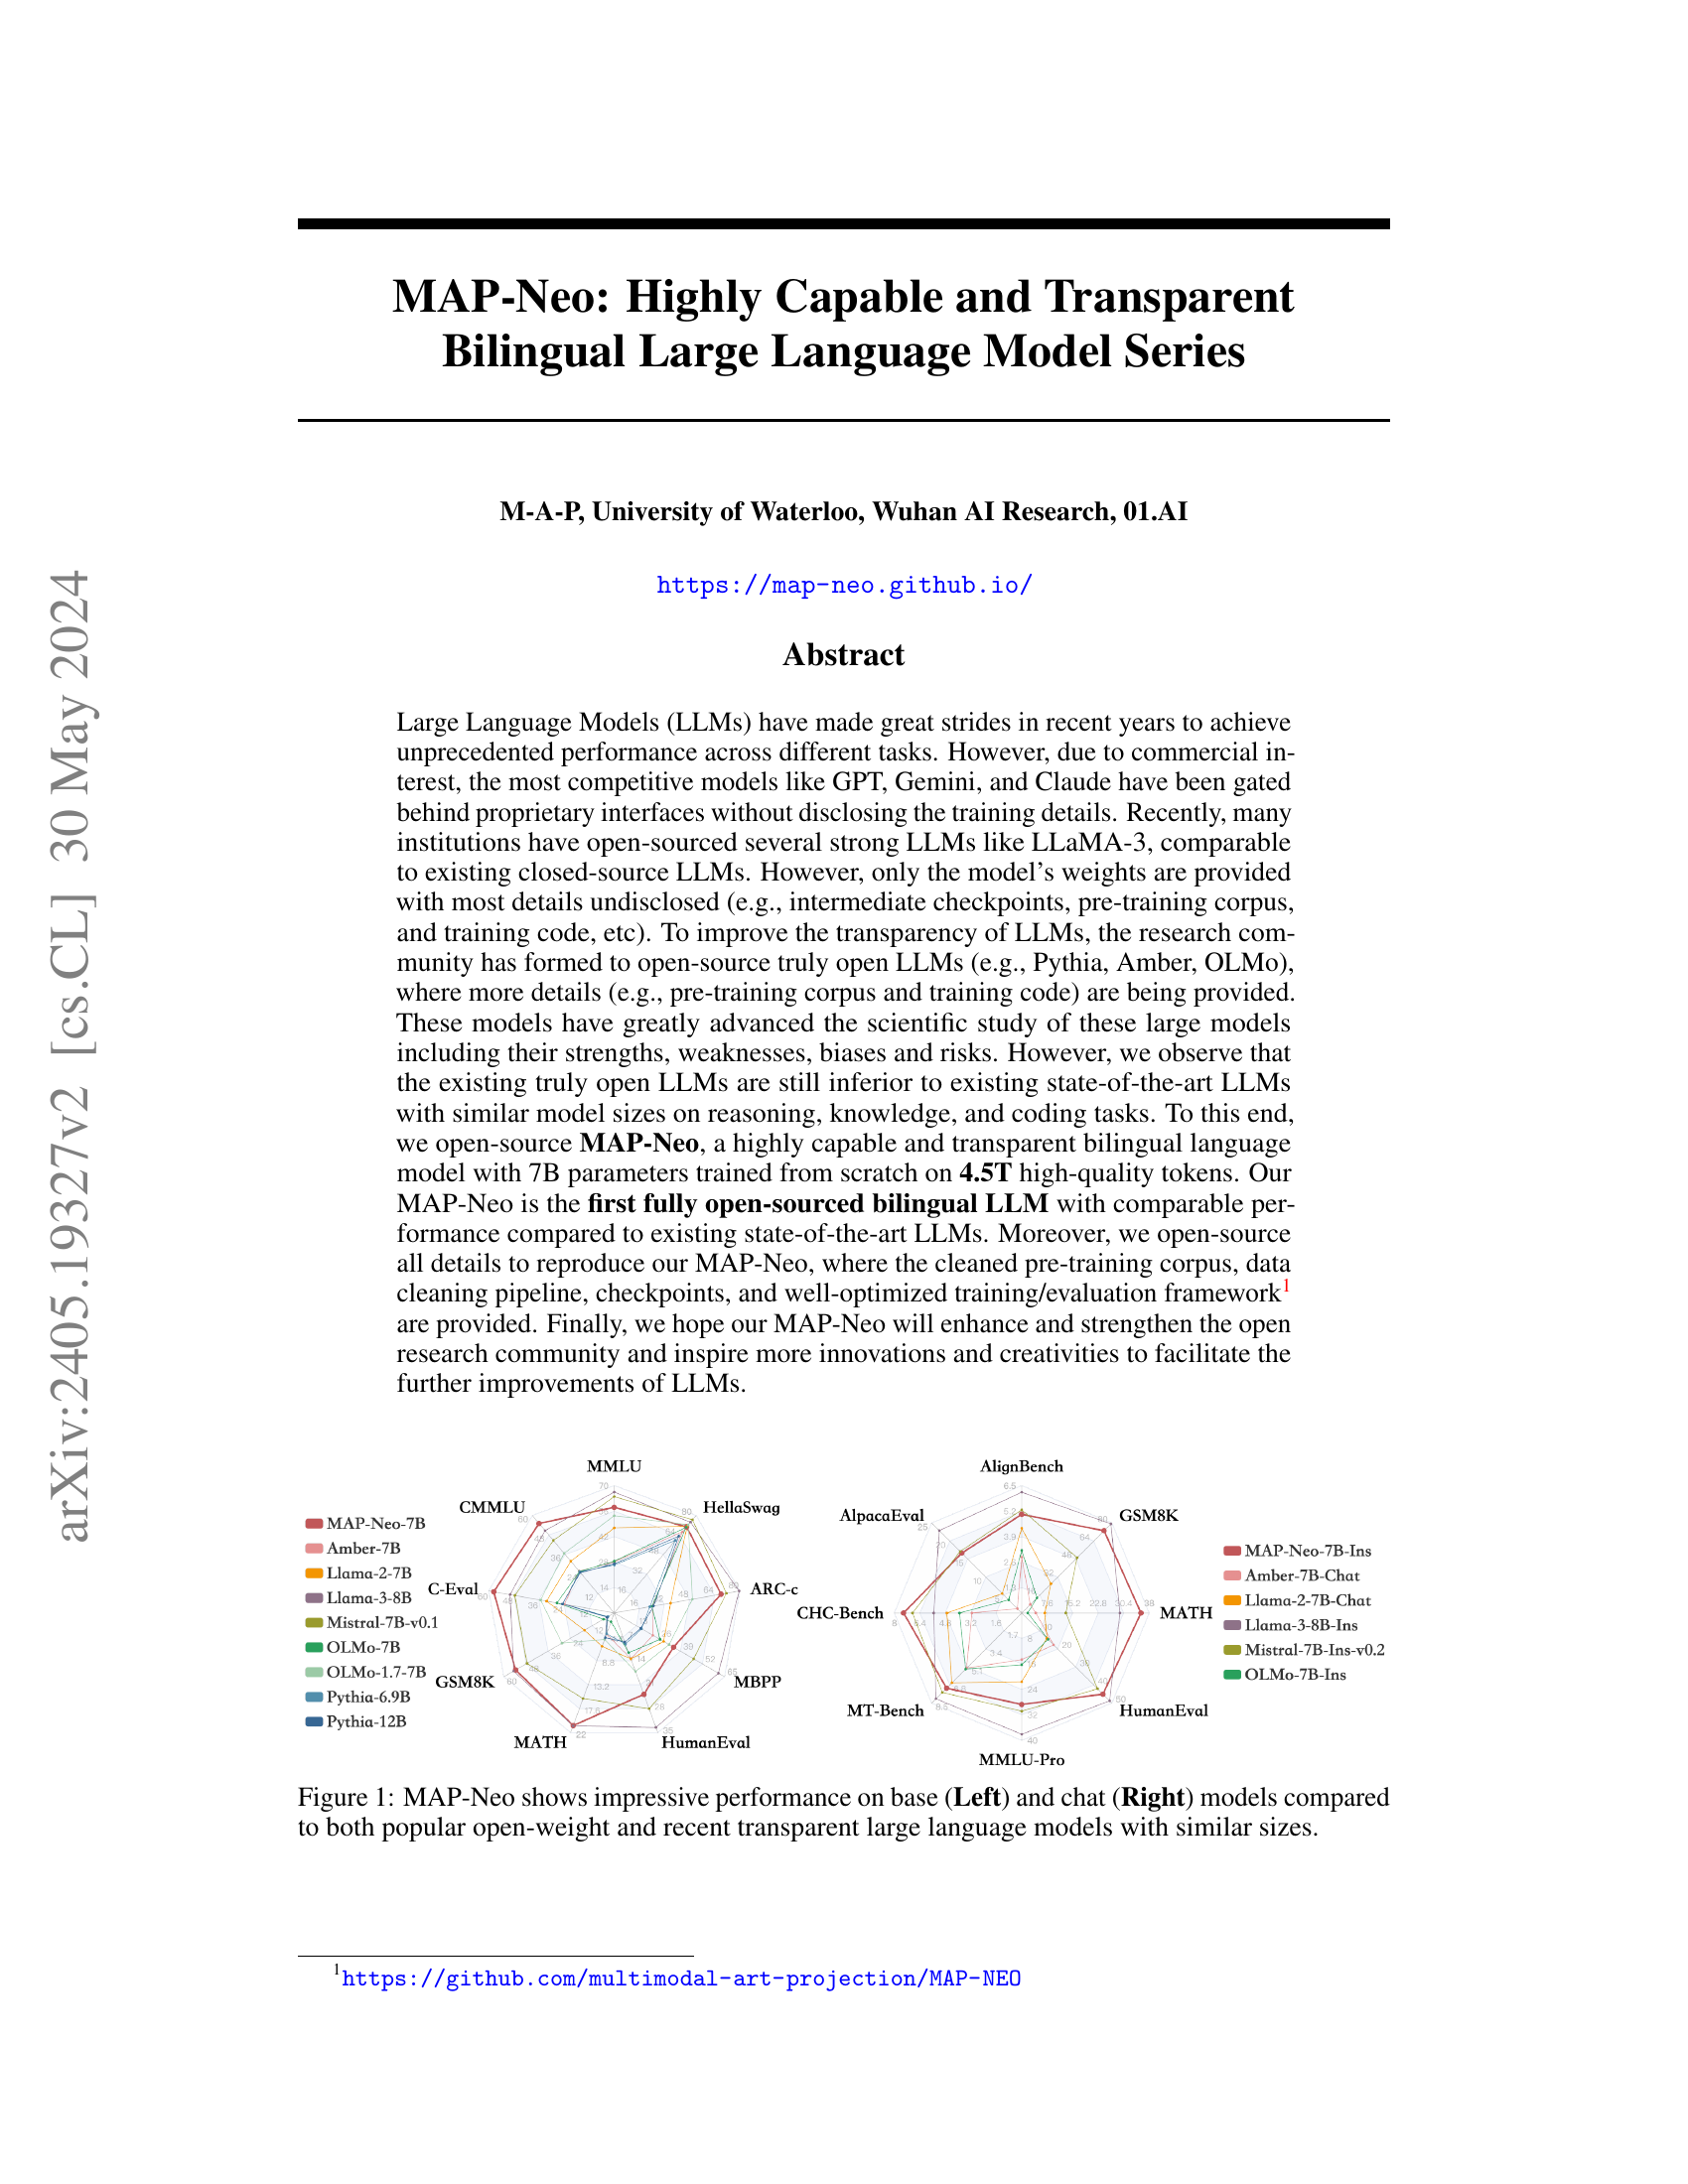 arXiv:2405.19327v2 [cs.CL] 30 May 2024
MAP-Neo: Highly Capable and Transparent
Bilingual Large Language Model Series
M-A-P, University of Waterloo, Wuhan AI Research, 01.AI
https://map-neo.github.io/
Abstract
Large Language Models (LLMs) have made great strides in recent years to achieve
unprecedented performance across different tasks. However, due to commercial in-
terest, the most competitive models like GPT, Gemini, and Claude have been gated
behind proprietary interfaces without disclosing the training details. Recently, many
institutions have open-sourced several strong LLMs like LLaMA-3, comparable
to existing closed-source LLMs. However, only the model's weights are provided
with most details undisclosed (e.g., intermediate checkpoints, pre-training corpus,
and training code, etc). To improve the transparency of LLMs, the research com-
munity has formed to open-source truly open LLMs (e.g., Pythia, Amber, OLMo),
where more details (e.g., pre-training corpus and training code) are being provided.
These models have greatly advanced the scientific study of these large models
including their strengths, weaknesses, biases and risks. However, we observe that
the existing truly open LLMs are still inferior to existing state-of-the-art LLMs
with similar model sizes on reasoning, knowledge, and coding tasks. To this end,
we open-source MAP-Neo, a highly capable and transparent bilingual language
model with 7B parameters trained from scratch on 4.5T high-quality tokens. Our
MAP-Neo is the first fully open-sourced bilingual LLM with comparable per-
formance compared to existing state-of-the-art LLMs. Moreover, we open-source
all details to reproduce our MAP-Neo, where the cleaned pre-training corpus, data
cleaning pipeline, checkpoints, and well-optimized training/evaluation framework1
are provided. Finally, we hope our MAP-Neo will enhance and strengthen the open
research community and inspire more innovations and creativities to facilitate the
further improvements of LLMs.
MAP-Neo-7B
Amber-7B
Llama-2-7B
Llama-3-8B
Mistral-7B-v0.1
OLMo-7B
OLMo-1.7-7B
Pythia-6.9B
Pythia-12B
MMLU
HellaSwag
ARC-c
MBPP
HumanEval
MATH
GSM8K
C-Eval
CMMLU
AlignBench
GSM8K
MATH
HumanEval
MMLU-Pro
MT-Bench
CHC-Bench
AlpacaEval
MAP-Neo-7B-Ins
Amber-7B-Chat
Llama-2-7B-Chat
Llama-3-8B-Ins
Mistral-7B-Ins-v0.2
OLMo-7B-Ins
Figure 1: MAP-Neo shows impressive performance on base (Left) and chat (Right) models compared
to both popular open-weight and recent transparent large language models with similar sizes.
1https://github.com/multimodal-art-projection/MAP-NEO